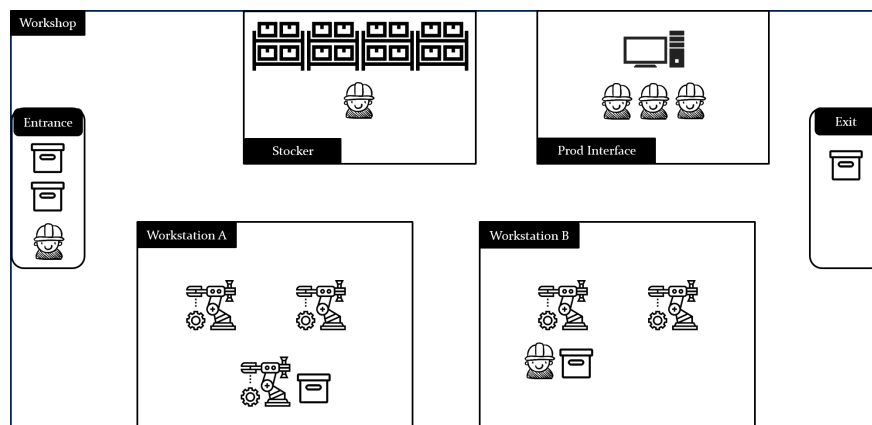 Workshop
Entrance
Stocker
Prod Interface
Exit
Workstation A
Workstation B